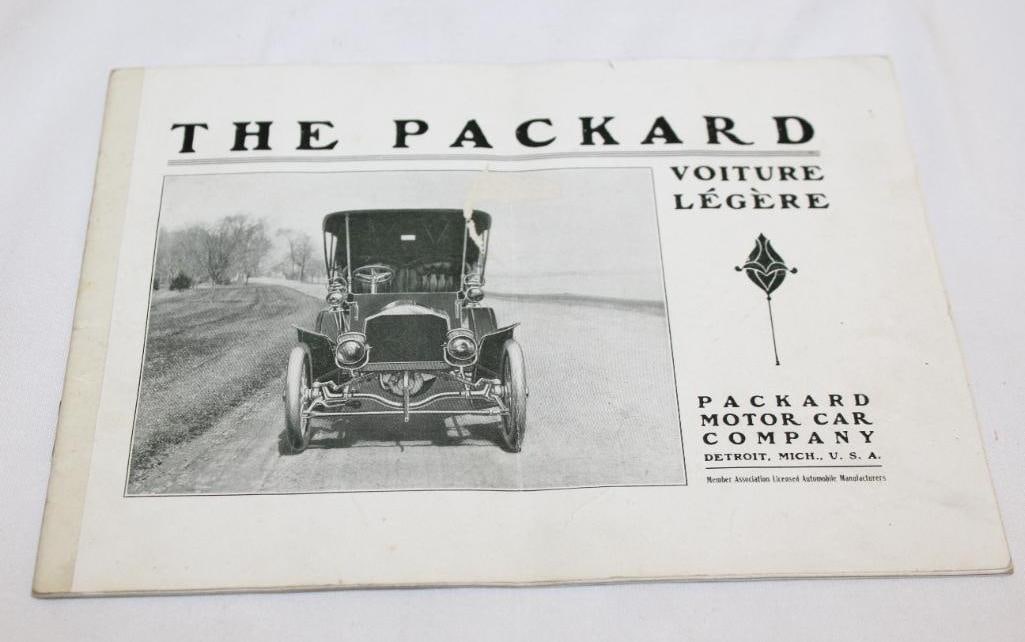 THE PACKARD
VOITURE
LÉGÈRE
PACKARD
MOTOR CAR
COMPANY
DETROIT, MICH., U. S. A.
Member Association Licensed Automobile Manufacturers